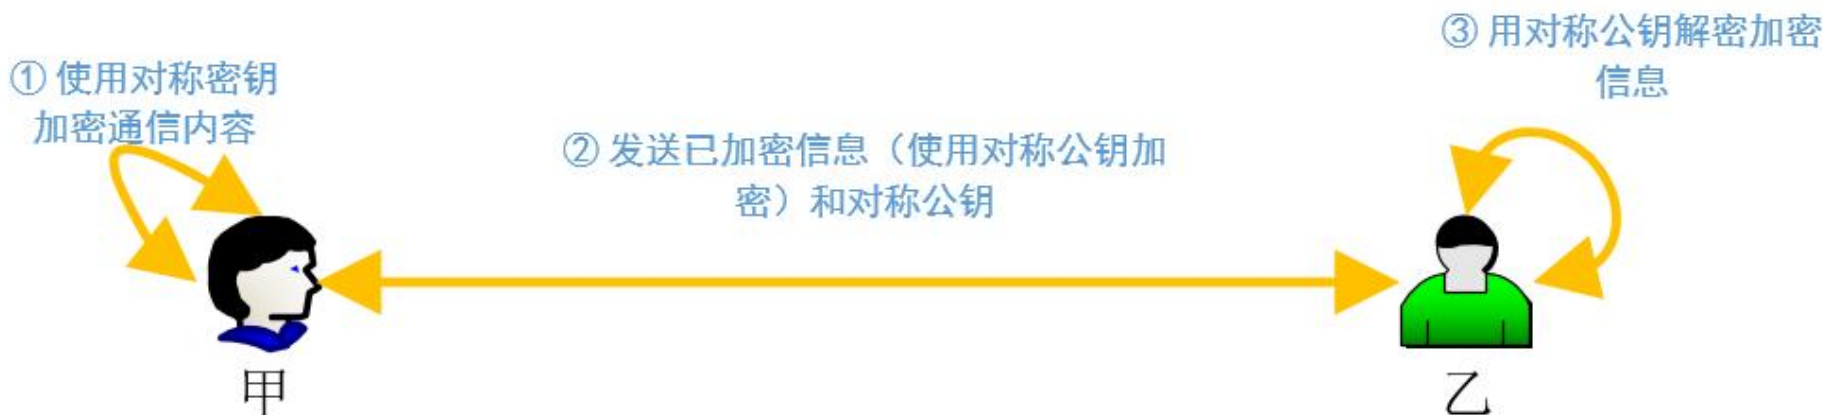 ① 使用对称密钥
加密通信内容
② 发送已加密信息（使用对称公钥加
密）和对称公钥
③ 用对称公钥解密加密
信息
甲
乙